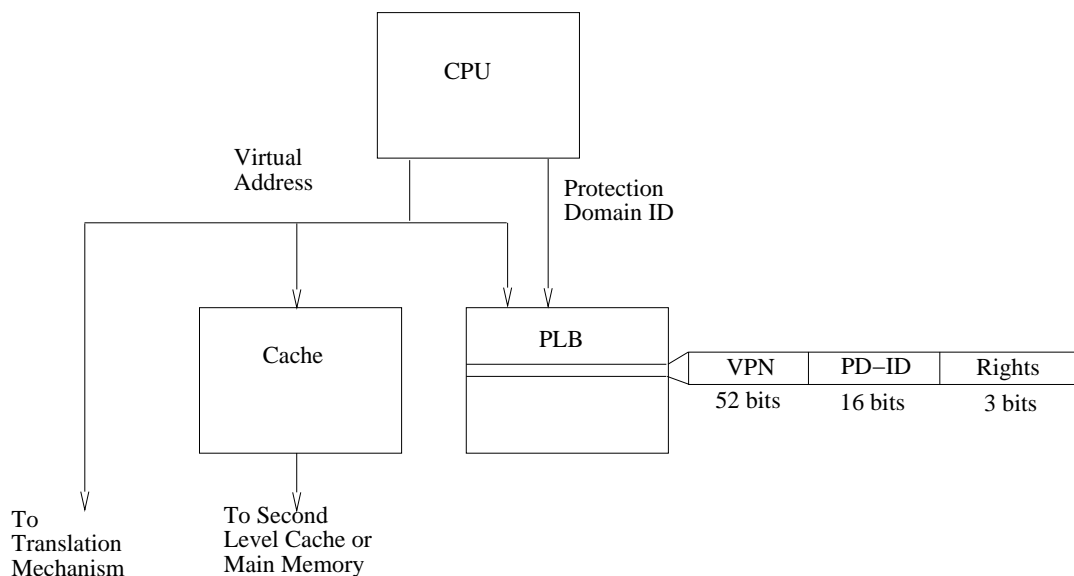 CPU
Virtual
Address
Protection
Domain ID
Cache
PLB
VPN
PD–ID
Rights
52 bits
16 bits
3 bits
To
Translation
Mechanism
To Second
Level Cache or
Main Memory